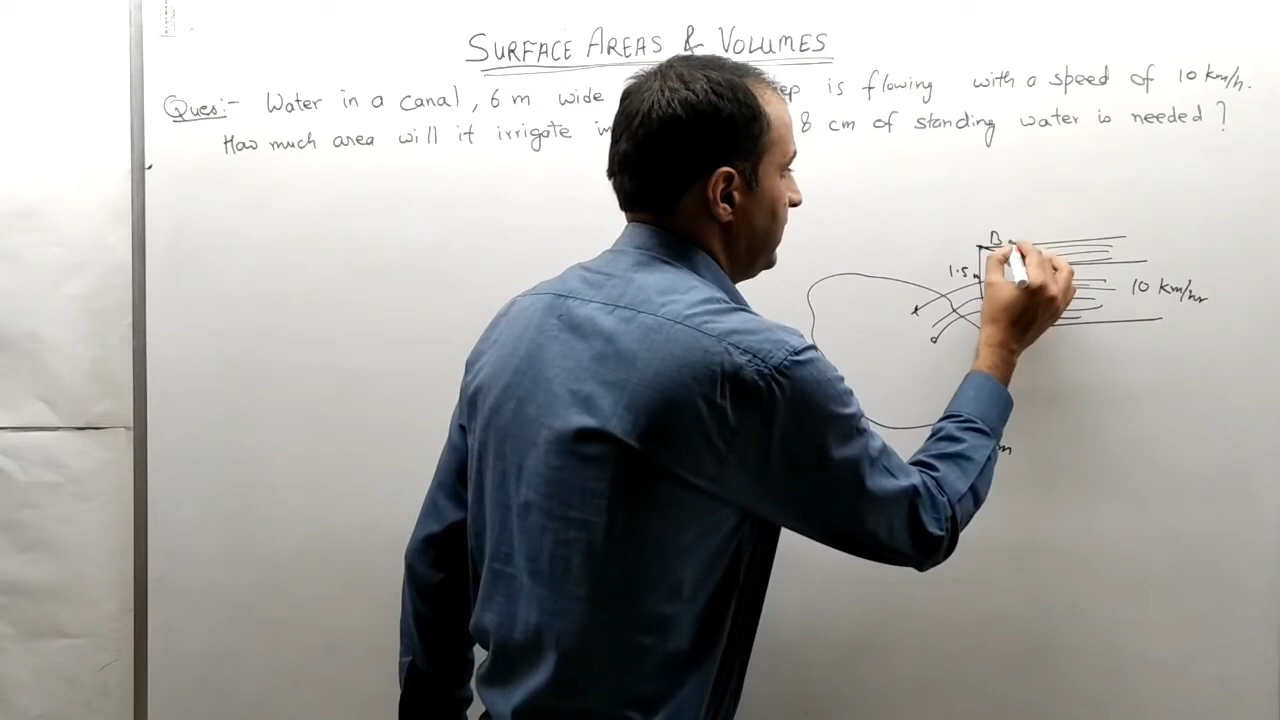 SURFACE AREAS & VOLUMES
Ques:- Water in a canal, 6 m wide is flowing with a speed of 10 km/h.
How much area will it irrigate in 8 cm of standing water is needed?
B
1.5
10 km/hr
m